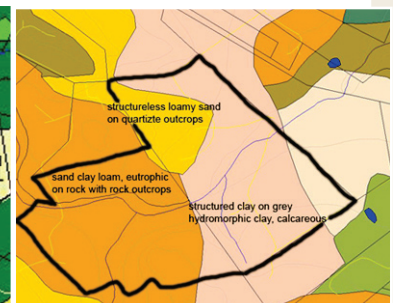 structureless loamy sand
on quartizte outcrops
sand clay loam, eutrophic
on rock with rock outcrops
structured clay on grey
hydromorphic clay, calcareous